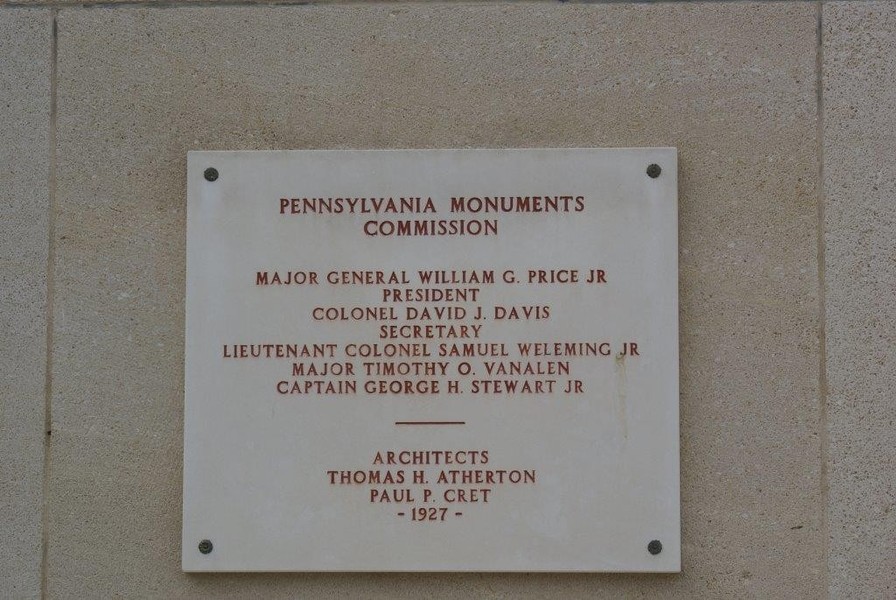 PENNSYLVANIA MONUMENTS
COMMISSION
MAJOR GENERAL WILLIAM G. PRICE JR
PRESIDENT
COLONEL DAVID J. DAVIS
SECRETARY
LIEUTENANT COLONEL SAMUEL WELEMING JR
MAJOR TIMOTHY O. VANALEN
CAPTAIN GEORGE H. STEWART JR
ARCHITECTS
THOMAS H. ATHERTON
PAUL P. CRET
- 1927 -